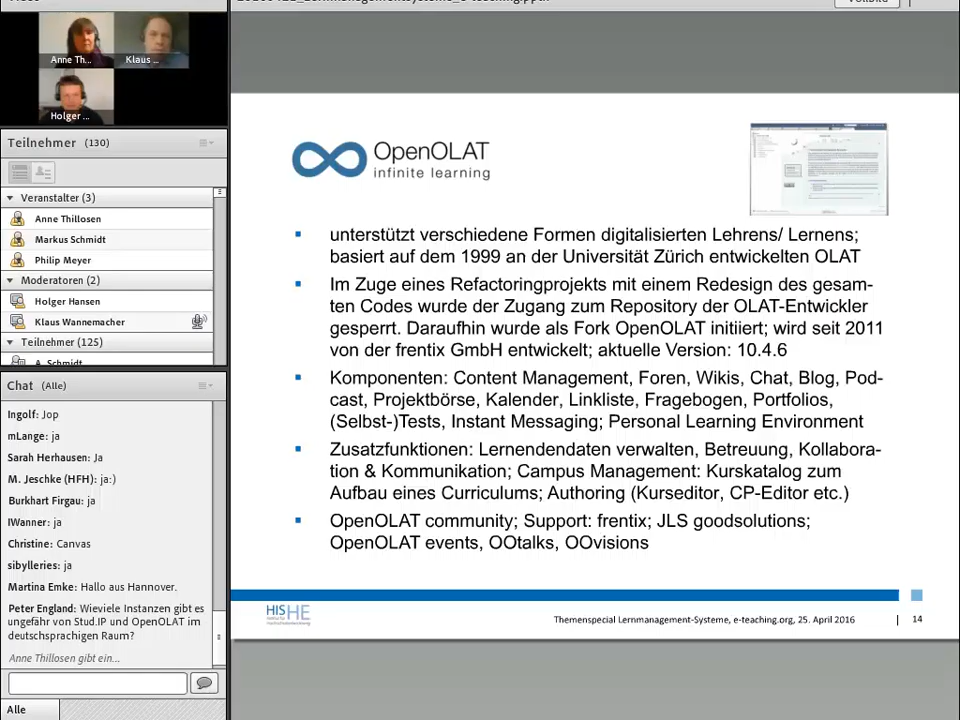 Vollbild
Anne Th...
Klaus ...
Holger ...
Teilnehmer (130)
Veranstalter (3)
Anne Thillosen
Markus Schmidt
Philip Meyer
Moderatoren (2)
Holger Hansen
Klaus Wannemacher
Teilnehmer (125)
A. Schmidt
Chat (Alle)
Ingolf: Jop
mLange: ja
Sarah Herhausen: Ja
M. Jeschke (HFH): ja:)
Burkhart Firgau: ja
IWanner: ja
Christine: Canvas
sibylleries: ja
Martina Emke: Hallo aus Hannover.
Peter England: Wieviele Instanzen gibt es
ungefähr von Stud.IP und OpenOLAT im
deutschsprachigen Raum?
Anne Thillosen gibt ein...
Alle
OpenOLAT
infinite learning
unterstützt verschiedene Formen digitalisierten Lehrens/ Lernens;
basiert auf dem 1999 an der Universität Zürich entwickelten OLAT
Im Zuge eines Refactoringprojekts mit einem Redesign des gesam-
ten Codes wurde der Zugang zum Repository der OLAT-Entwickler
gesperrt. Daraufhin wurde als Fork OpenOLAT initiiert; wird seit 2011
von der frentix GmbH entwickelt; aktuelle Version: 10.4.6
Komponenten: Content Management, Foren, Wikis, Chat, Blog, Pod-
cast, Projektbörse, Kalender, Linkliste, Fragebogen, Portfolios,
(Selbst-)Tests, Instant Messaging; Personal Learning Environment
Zusatzfunktionen: Lernendendaten verwalten, Betreuung, Kollabora-
tion & Kommunikation; Campus Management: Kurskatalog zum
Aufbau eines Curriculums; Authoring (Kurseditor, CP-Editor etc.)
OpenOLAT community; Support: frentix; JLS goodsolutions;
OpenOLAT events, OOtalks, OOvisions
HIS HE
Themenspecial Lernmanagement-Systeme, e-teaching.org, 25. April 2016 | 14